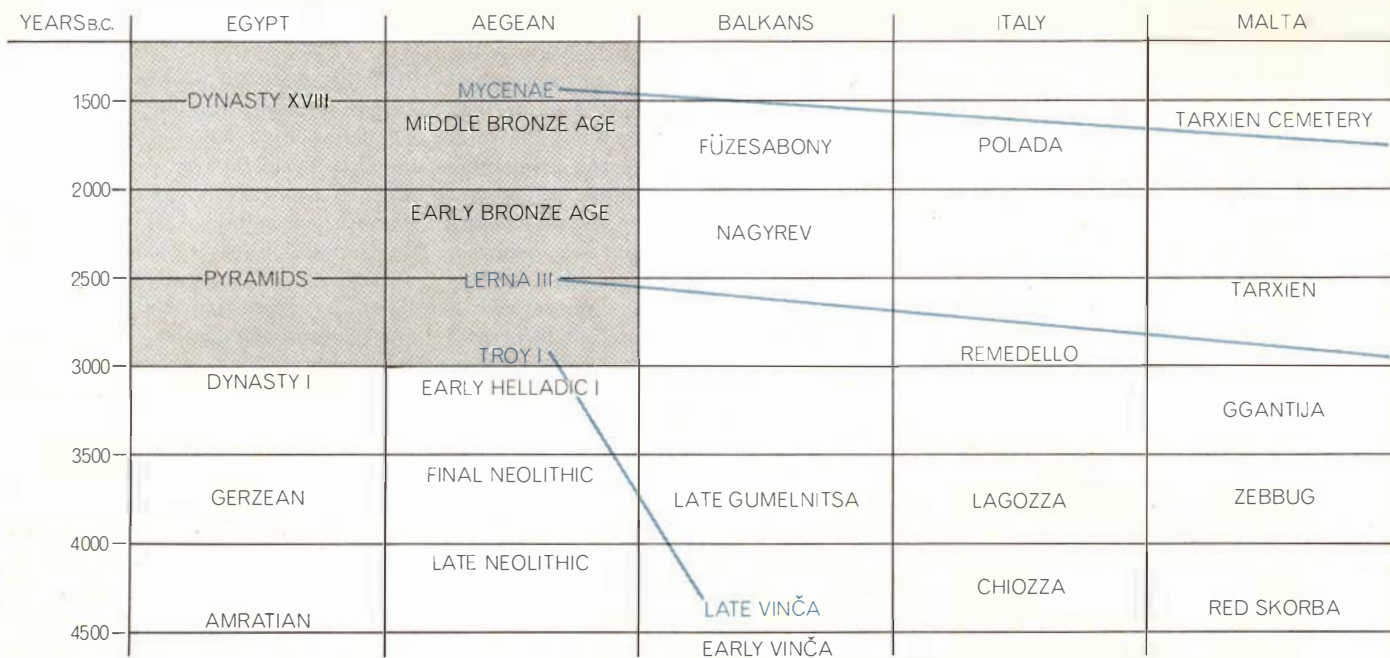 YEARS B.C. EGYPT AEGEAN BALKANS ITALY MALTA
MYCENAE
1500 DYNASTY XVIII
MIDDLE BRONZE AGE TARXIEN CEMETERY
FÜZESABONY POLADA
2000
EARLY BRONZE AGE
NAGYREV
2500 PYRAMIDS LERNA III
TARXIEN
TROY I REMEDELLO
3000
DYNASTY I EARLY HELLADIC I
GGANTIJA
3500
FINAL NEOLITHIC
GERZEAN LATE GUMELNITSA LAGOZZA ZEBBUG
4000
LATE NEOLITHIC
CHIOZZA
AMRATIAN LATE VINČA RED SKORBA
4500
EARLY VINČA